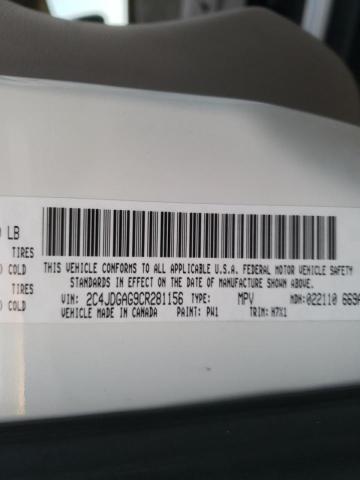 LB
TIRES
COLD
TIRES
COLD
THIS VEHICLE CONFORMS TO ALL APPLICABLE U.S.A. FEDERAL MOTOR VEHICLE SAFETY
STANDARDS IN EFFECT ON THE DATE OF MANUFACTURE SHOWN ABOVE.
VIN: 2C4JDGAG9CR281156 TYPE: MPV MDH: 022110 669A
VEHICLE MADE IN CANADA PAINT: PW1 TRIM: H7X1